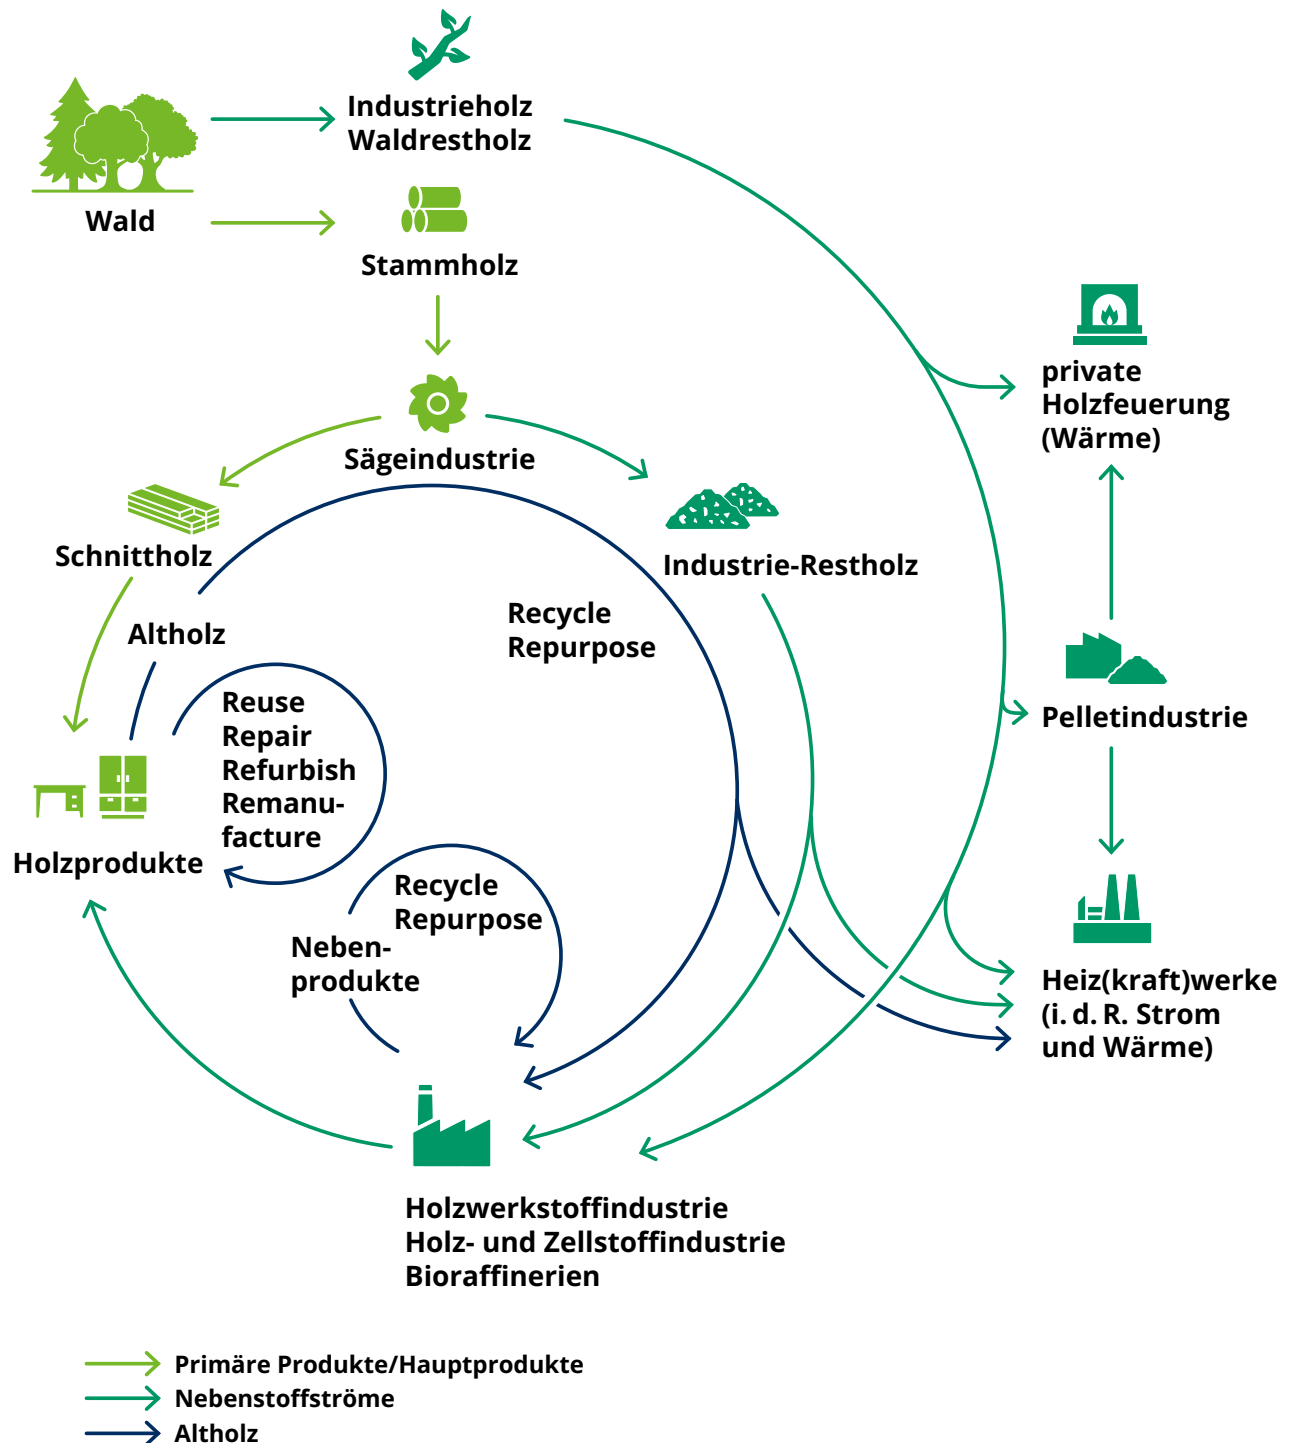 Industrieholz
Waldrestholz
Wald
Stammholz
private
Holzfeuerung
(Wärme)
Sägeindustrie
Schnittholz
Industrie-Restholz
Altholz
Recycle
Repurpose
Reuse
Repair
Refurbish
Remanu-
facture
Pelletindustrie
Holzprodukte
Recycle
Repurpose
Neben-
produkte
Heiz(kraft)werke
(i. d. R. Strom
und Wärme)
Holzwerkstoffindustrie
Holz- und Zellstoffindustrie
Bioraffinerien
Primäre Produkte/Hauptprodukte
Nebenstoffströme
Altholz